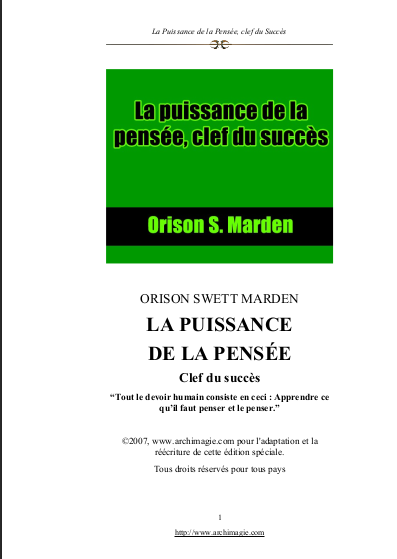 La Puissance de la Pensée, clef du Succès
La puissance de la
pensée, clef du succès
Orison S. Marden
ORISON SWETT MARDEN
LA PUISSANCE
DE LA PENSÉE
Clef du succès
“Tout le devoir humain consiste en ceci : Apprendre ce
qu’il faut penser et le penser.”
©2007, www.archimagie.com pour l’adaptation et la
réécriture de cette édition spéciale.
Tous droits réservés pour tous pays
1
http://www.archimagie.com